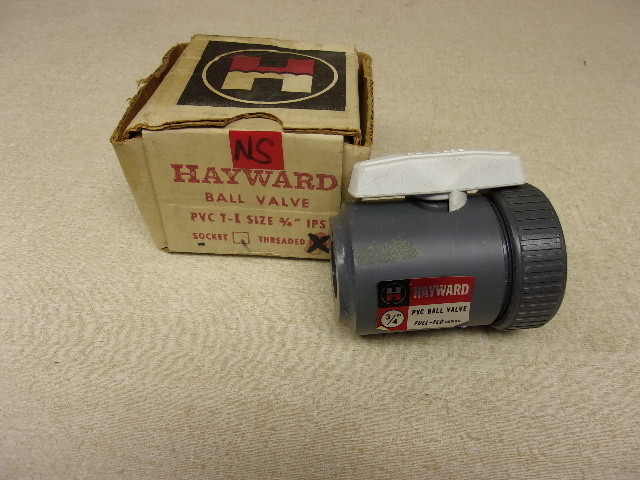 H
NS
HAYWARD
BALL VALVE
PVC T-I SIZE 3/4" IPS
SOCKET THREADED X
H HAYWARD
3/4" PVC BALL VALVE
FULL-FLO